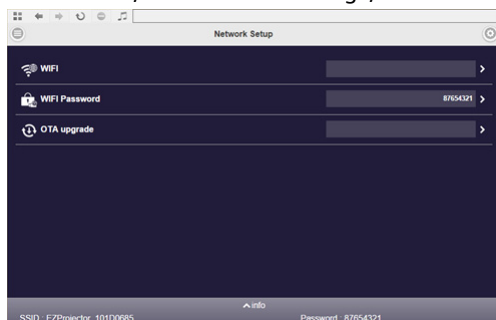 Network Setup
WIFI
WIFI Password 87654321
OTA upgrade
info
SSID : EZProjector_101D0685 Password : 87654321